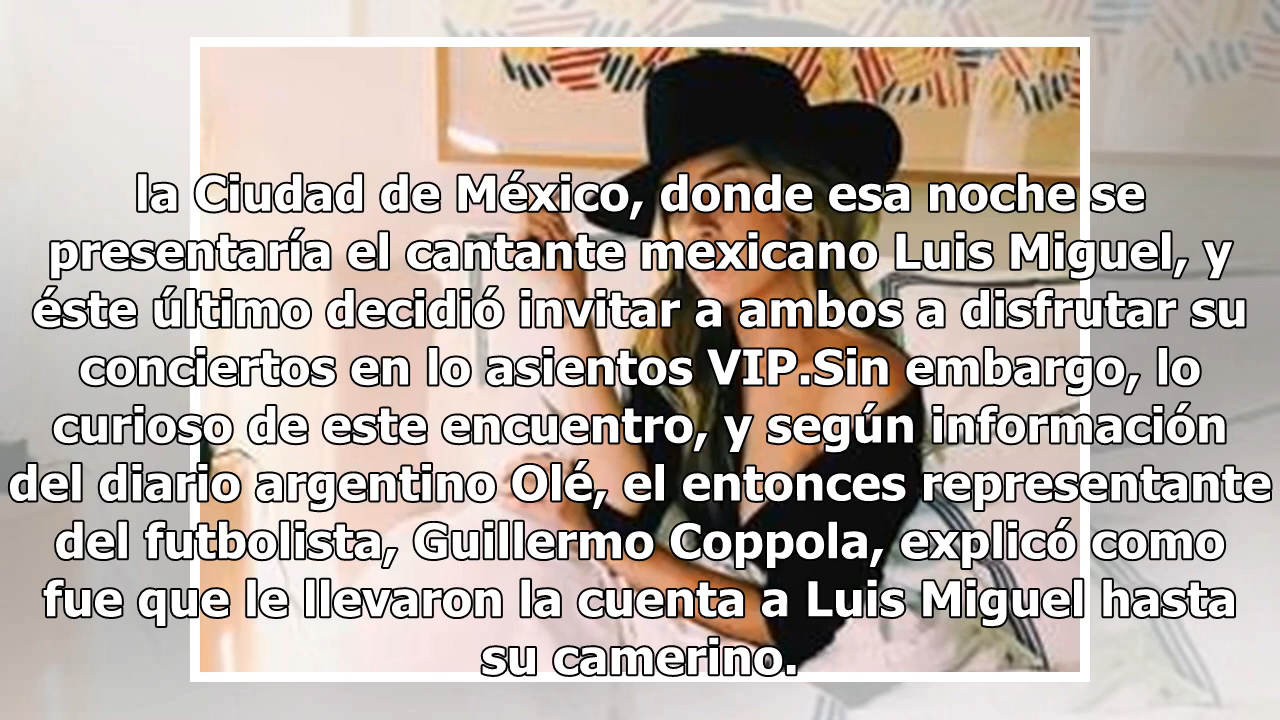 la Ciudad de México, donde esa noche se
presentaría el cantante mexicano Luis Miguel, y
éste último decidió invitar a ambos a disfrutar su
conciertos en lo asientos VIP.Sin embargo, lo
curioso de este encuentro, y según información
del diario argentino Olé, el entonces representante
del futbolista, Guillermo Coppola, explicó como
fue que le llevaron la cuenta a Luis Miguel hasta
su camerino.